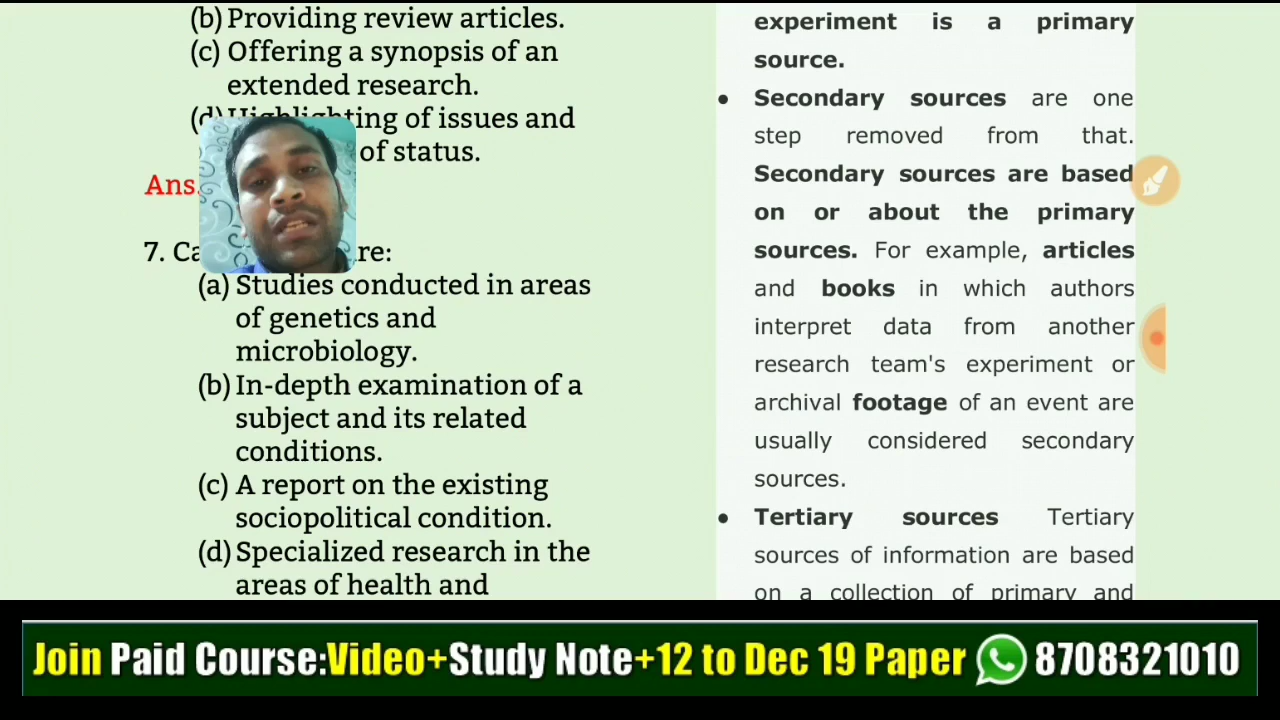 (b) Providing review articles.
(c) Offering a synopsis of an
extended research.
(d) Highlighting of issues and
of status.
Ans.
7. Ca re:
(a) Studies conducted in areas
of genetics and
microbiology.
(b) In-depth examination of a
subject and its related
conditions.
(c) A report on the existing
sociopolitical condition.
(d) Specialized research in the
areas of health and
experiment is a primary
source.
• Secondary sources are one
step removed from that.
Secondary sources are based
on or about the primary
sources. For example, articles
and books in which authors
interpret data from another
research team's experiment or
archival footage of an event are
usually considered secondary
sources.
• Tertiary sources Tertiary
sources of information are based
on a collection of primary and
Join Paid Course:Video+Study Note+12 to Dec 19 Paper 8708321010